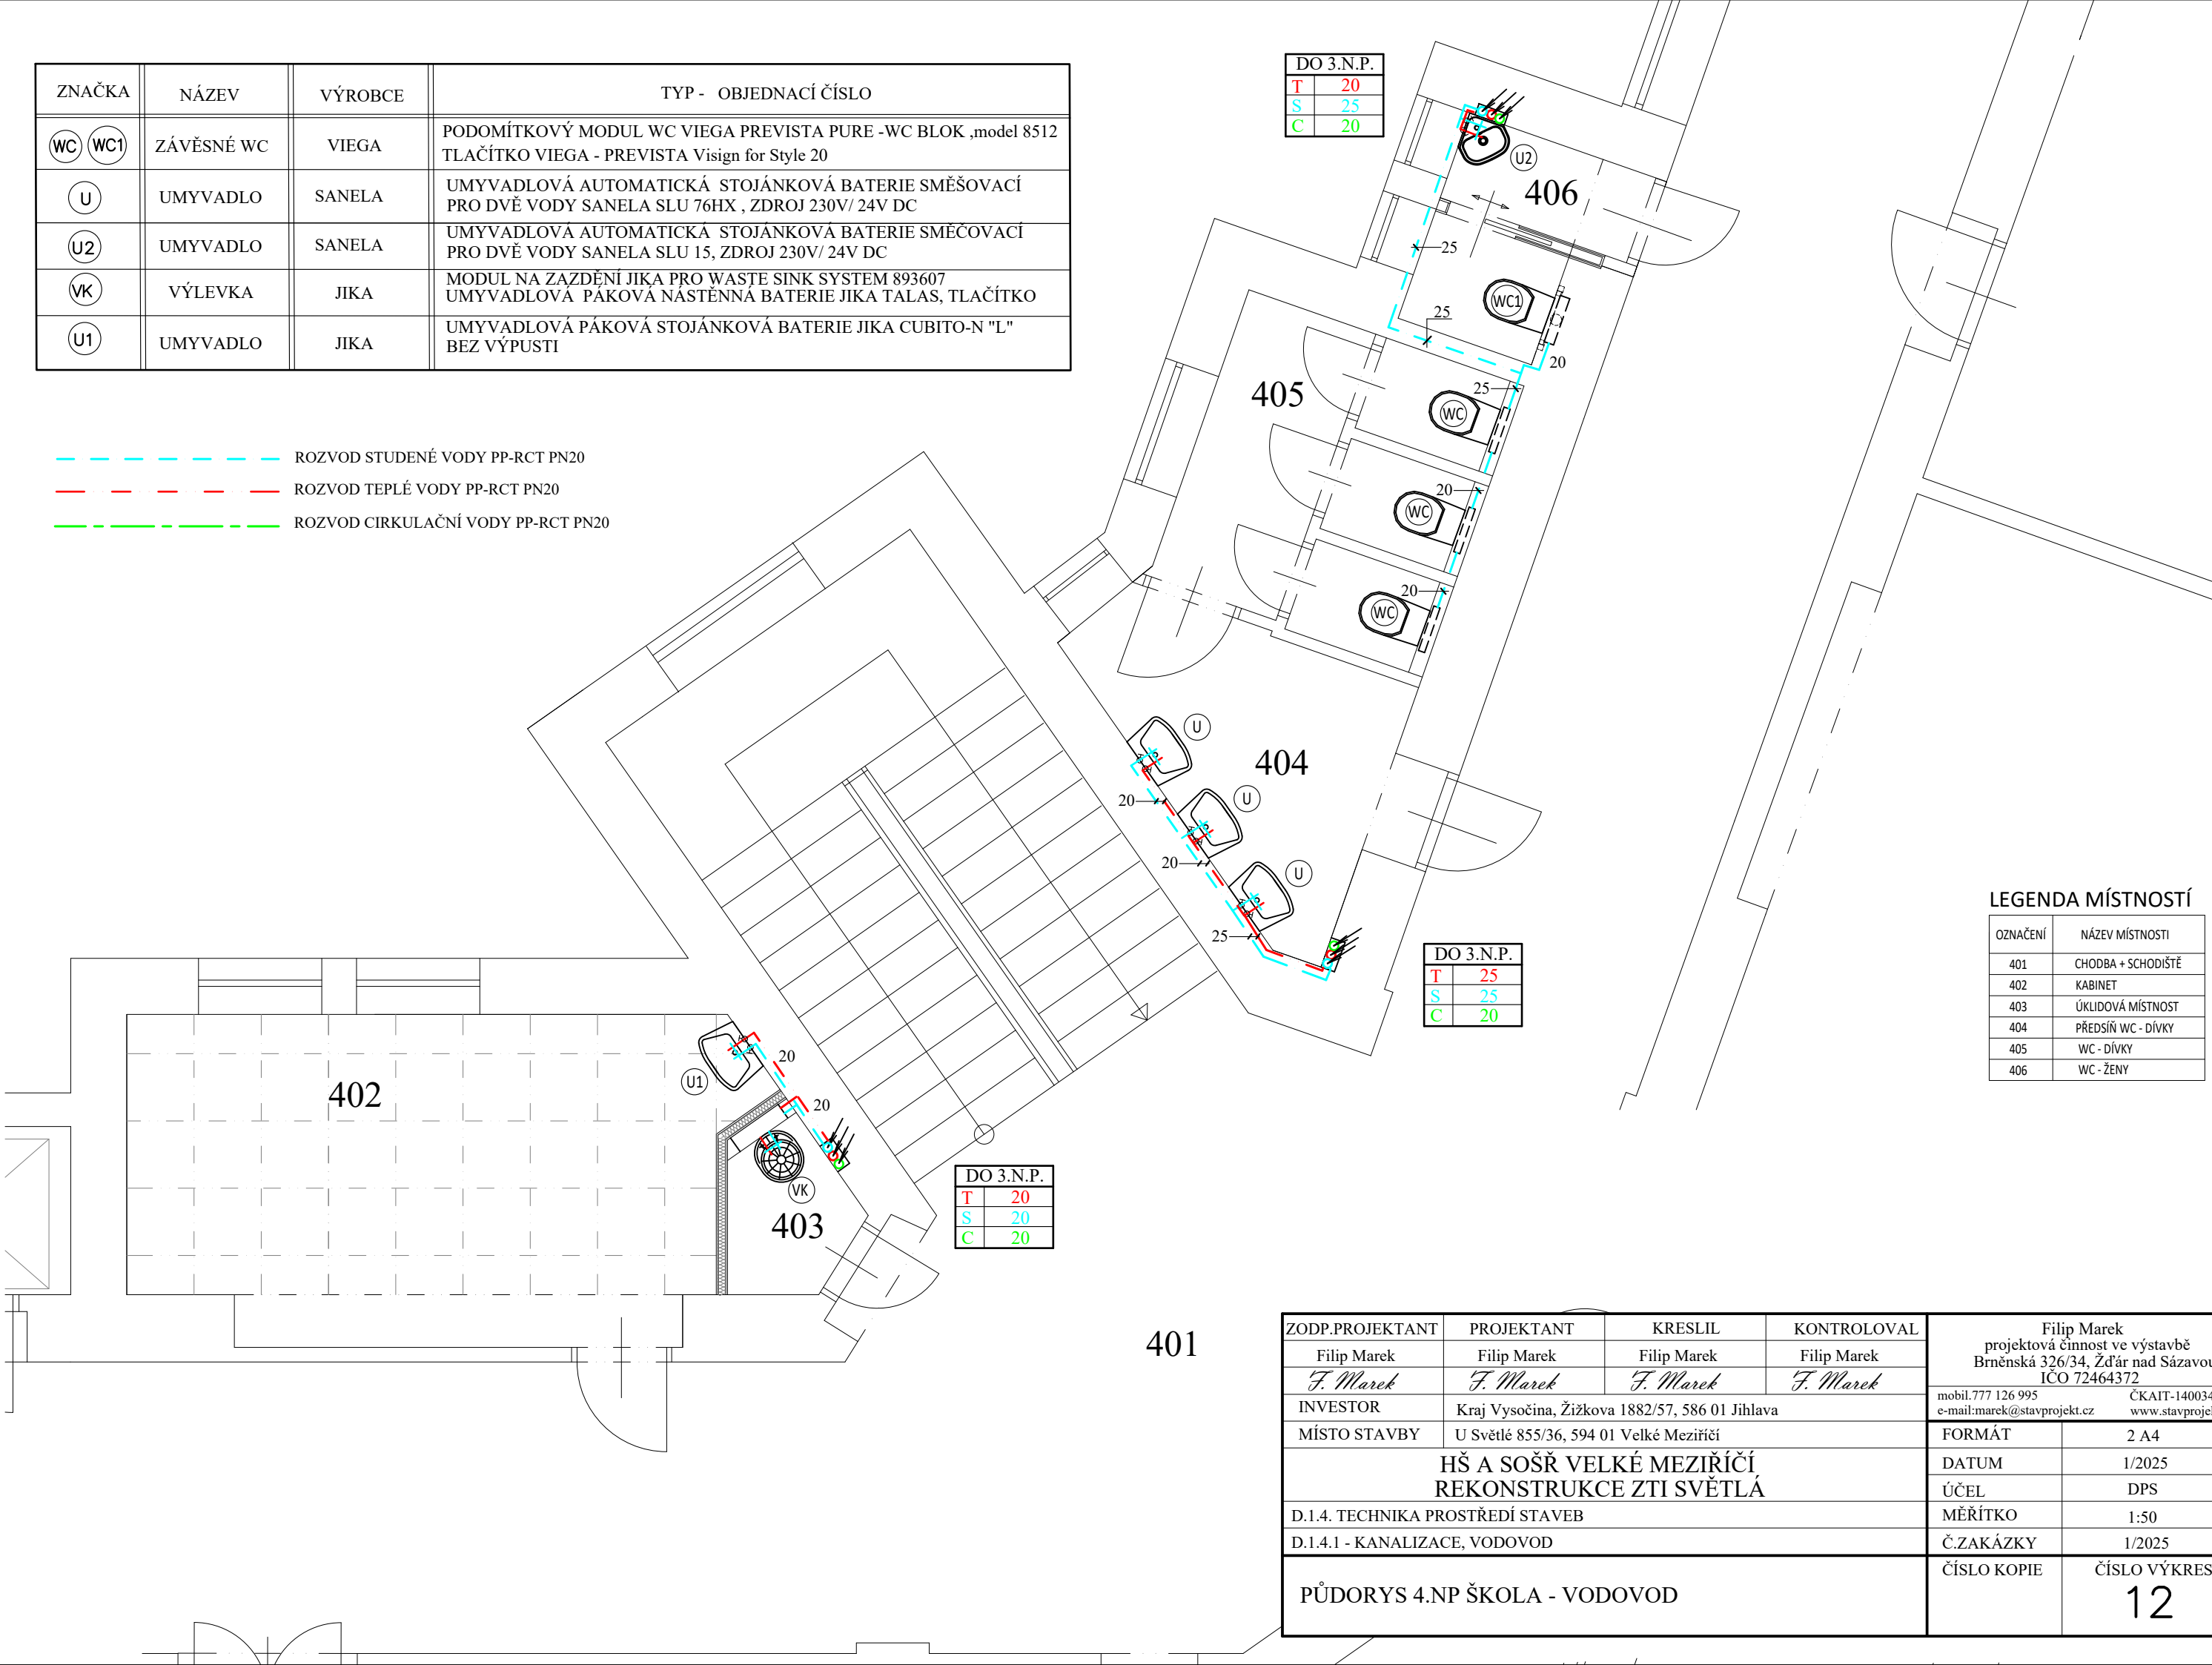 ZNAČKA NÁZEV VÝROBCE TYP - OBJEDNACÍ ČÍSLO
WC WC1 ZÁVĚSNÉ WC VIEGA PODOMÍTKOVÝ MODUL WC VIEGA PREVISTA PURE -WC BLOK ,model 8512
TLAČÍTKO VIEGA - PREVISTA Visign for Style 20
U UMYVADLO SANELA UMYVADLOVÁ AUTOMATICKÁ STOJÁNKOVÁ BATERIE SMĚŠOVACÍ
PRO DVĚ VODY SANELA SLU 76HX , ZDROJ 230V/ 24V DC
U2 UMYVADLO SANELA UMYVADLOVÁ AUTOMATICKÁ STOJÁNKOVÁ BATERIE SMĚČOVACÍ
PRO DVĚ VODY SANELA SLU 15, ZDROJ 230V/ 24V DC
VK VÝLEVKA JIKA MODUL NA ZAZDĚNÍ JIKA PRO WASTE SINK SYSTEM 893607
UMYVADLOVÁ PÁKOVÁ NÁSTĚNNÁ BATERIE JIKA TALAS, TLAČÍTKO
U1 UMYVADLO JIKA UMYVADLOVÁ PÁKOVÁ STOJÁNKOVÁ BATERIE JIKA CUBITO-N "L"
BEZ VÝPUSTI
ROZVOD STUDENÉ VODY PP-RCT PN20
ROZVOD TEPLÉ VODY PP-RCT PN20
ROZVOD CIRKULAČNÍ VODY PP-RCT PN20
DO 3.N.P.
T 20
S 25
C 20
U2
406
25
WC1
25
20
405
25
WC
20
WC
20
WC
U
404
U
20
U
20
25
DO 3.N.P.
T 25
S 25
C 20
20
U1
402
20
VK
403
DO 3.N.P.
T 20
S 20
C 20
401
LEGENDA MÍSTNOSTÍ
OZNAČENÍ NÁZEV MÍSTNOSTI
401 CHODBA + SCHODIŠTĚ
402 KABINET
403 ÚKLIDOVÁ MÍSTNOST
404 PŘEDSÍŇ WC - DÍVKY
405 WC - DÍVKY
406 WC - ŽENY
ZODP.PROJEKTANT PROJEKTANT KRESLIL KONTROLOVAL
Filip Marek Filip Marek Filip Marek Filip Marek
F. Marek F. Marek F. Marek F. Marek
INVESTOR Kraj Vysočina, Žižkova 1882/57, 586 01 Jihlava
MÍSTO STAVBY U Světlé 855/36, 594 01 Velké Meziříčí
HŠ A SOŠŘ VELKÉ MEZIŘÍČÍ
REKONSTRUKCE ZTI SVĚTLÁ
D.1.4. TECHNIKA PROSTŘEDÍ STAVEB
D.1.4.1 - KANALIZACE, VODOVOD
PŮDORYS 4.NP ŠKOLA - VODOVOD
Filip Marek
projektová činnost ve výstavbě
Brněnská 326/34, Žďár nad Sázavou
IČO 72464372
mobil.777 126 995 ČKAIT-140034
e-mail:marek@stavprojekt.cz www.stavproje
FORMÁT 2 A4
DATUM 1/2025
ÚČEL DPS
MĚŘÍTKO 1:50
Č.ZAKÁZKY 1/2025
ČÍSLO KOPIE ČÍSLO VÝKRES
12